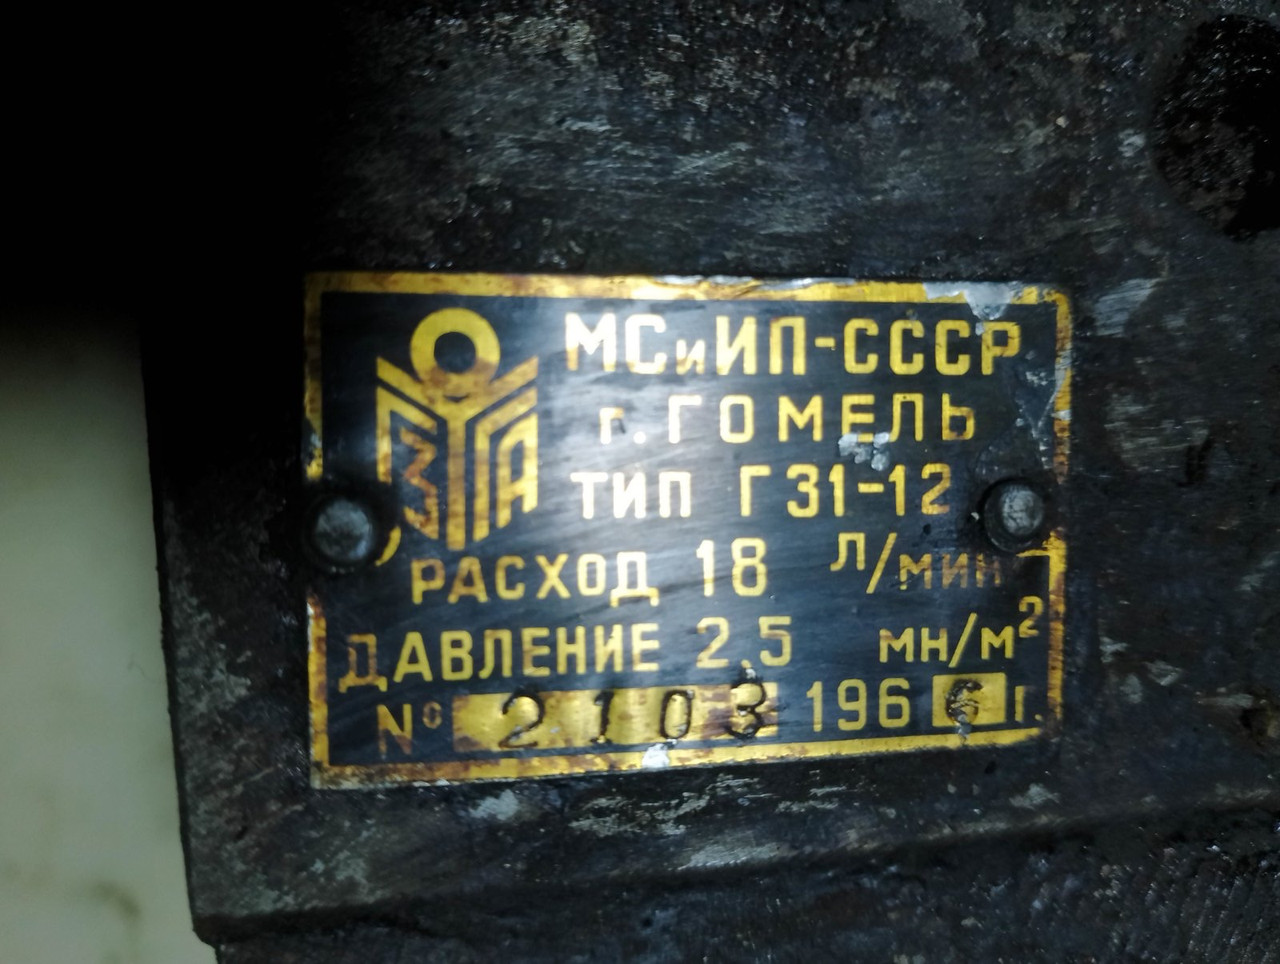 МСиИП-СССР
г. ГОМЕЛЬ
ТИП Г31-12
РАСХОД 18 Л/МИН
ДАВЛЕНИЕ 2,5 МН/М²
№ 2103 1966 г.